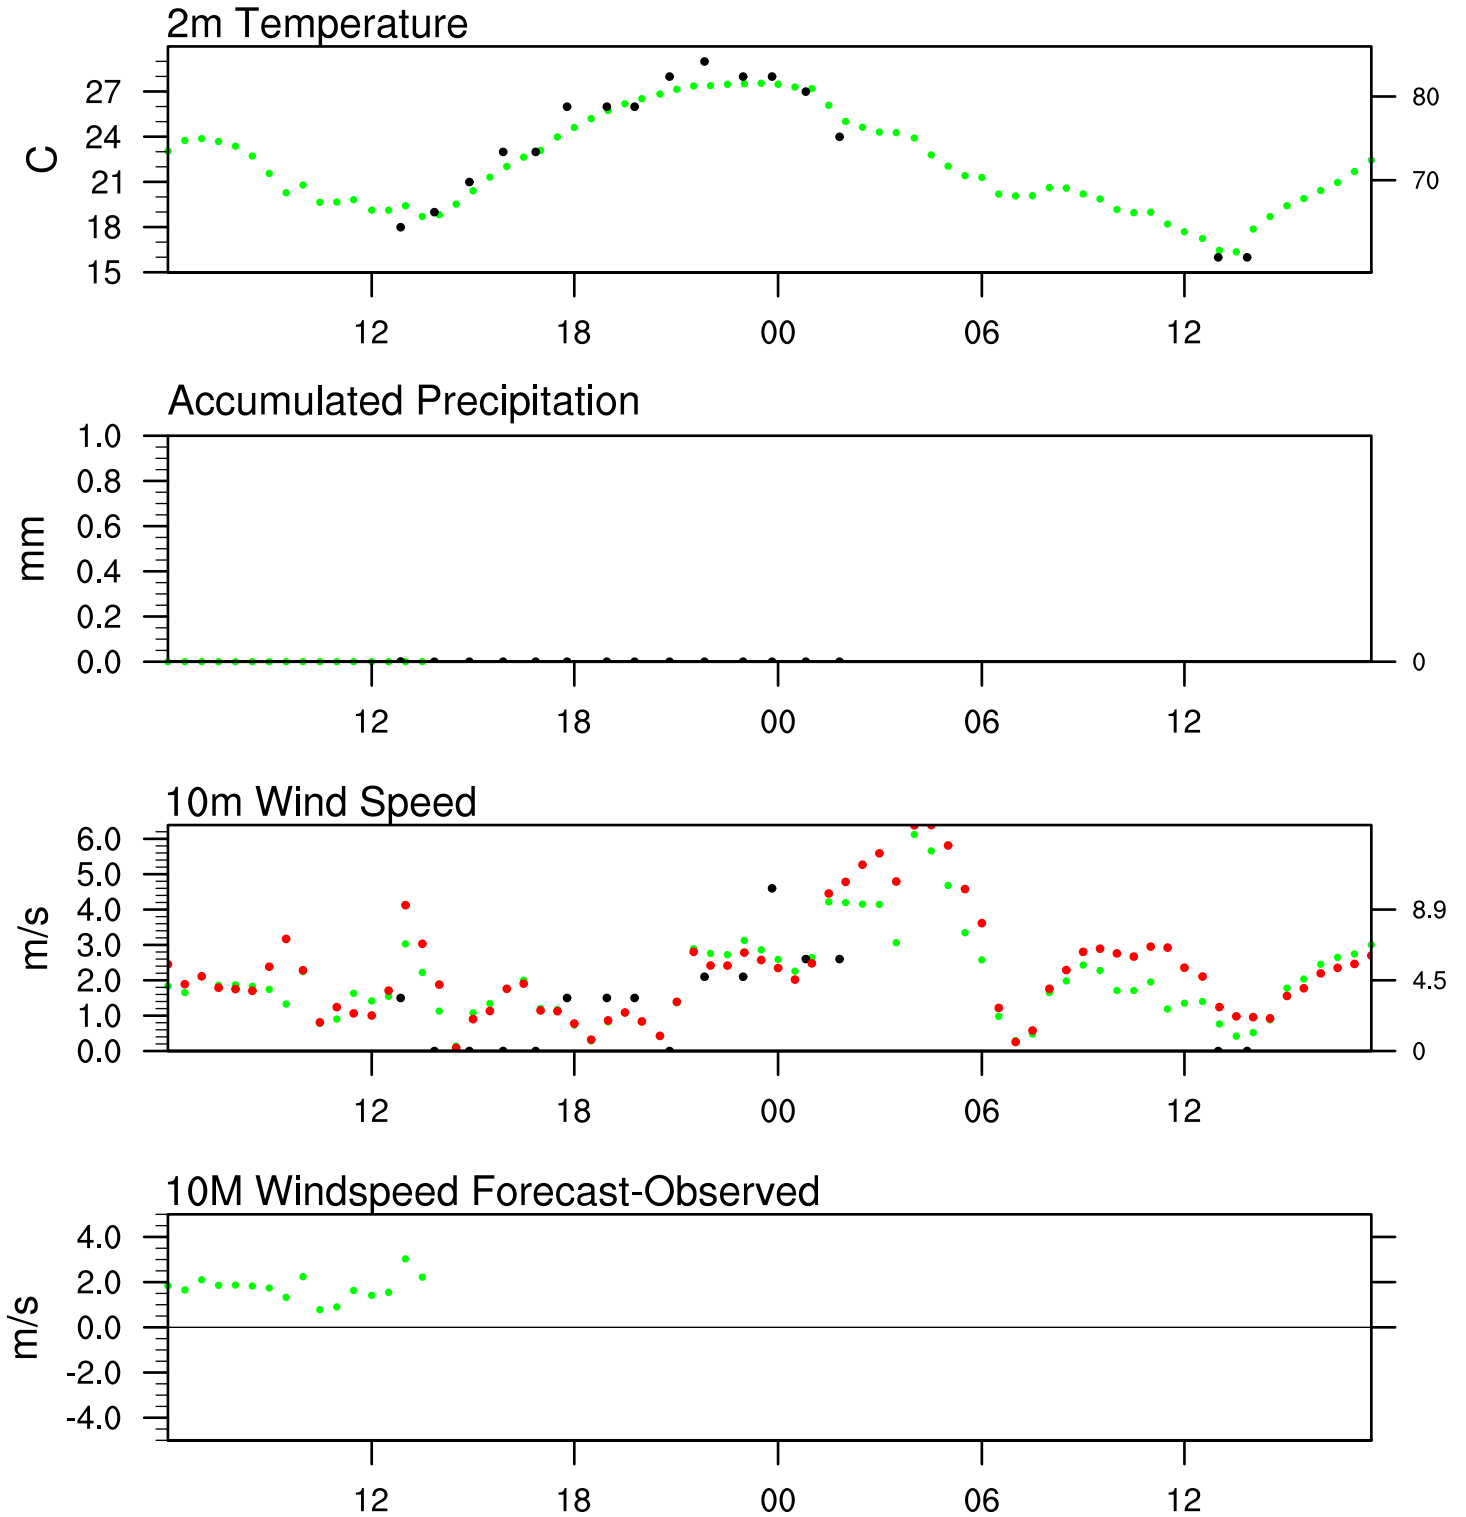 2m Temperature
C
27
24
21
18
15
80
70
12 18 00 06 12
Accumulated Precipitation
mm
1.0
0.8
0.6
0.4
0.2
0.0
0
12 18 00 06 12
10m Wind Speed
m/s
6.0
5.0
4.0
3.0
2.0
1.0
0.0
8.9
4.5
0
12 18 00 06 12
10M Windspeed Forecast-Observed
m/s
4.0
2.0
0.0
-2.0
-4.0
12 18 00 06 12